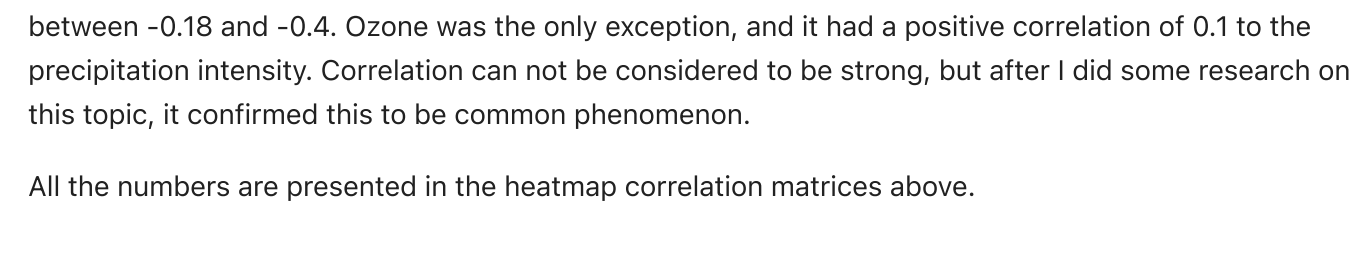 between -0.18 and -0.4. Ozone was the only exception, and it had a positive correlation of 0.1 to the
precipitation intensity. Correlation can not be considered to be strong, but after I did some research on
this topic, it confirmed this to be common phenomenon.
All the numbers are presented in the heatmap correlation matrices above.